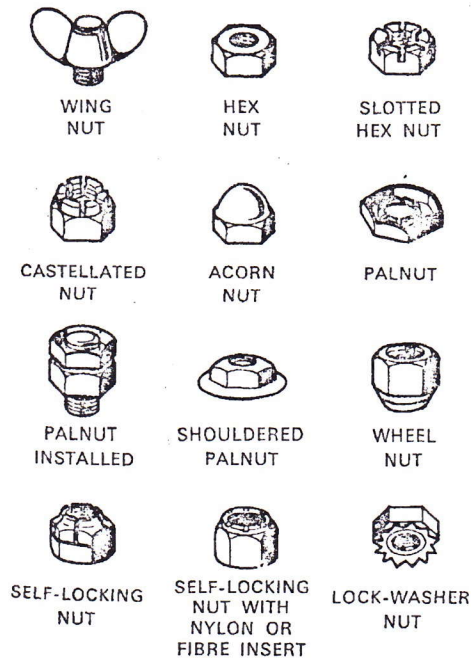 WING
NUT
HEX
NUT
SLOTTED
HEX NUT
CASTELLATED
NUT
ACORN
NUT
PALNUT
PALNUT
INSTALLED
SHOULDERED
PALNUT
WHEEL
NUT
SELF-LOCKING
NUT
SELF-LOCKING
NUT WITH
NYLON OR
FIBRE INSERT
LOCK-WASHER
NUT